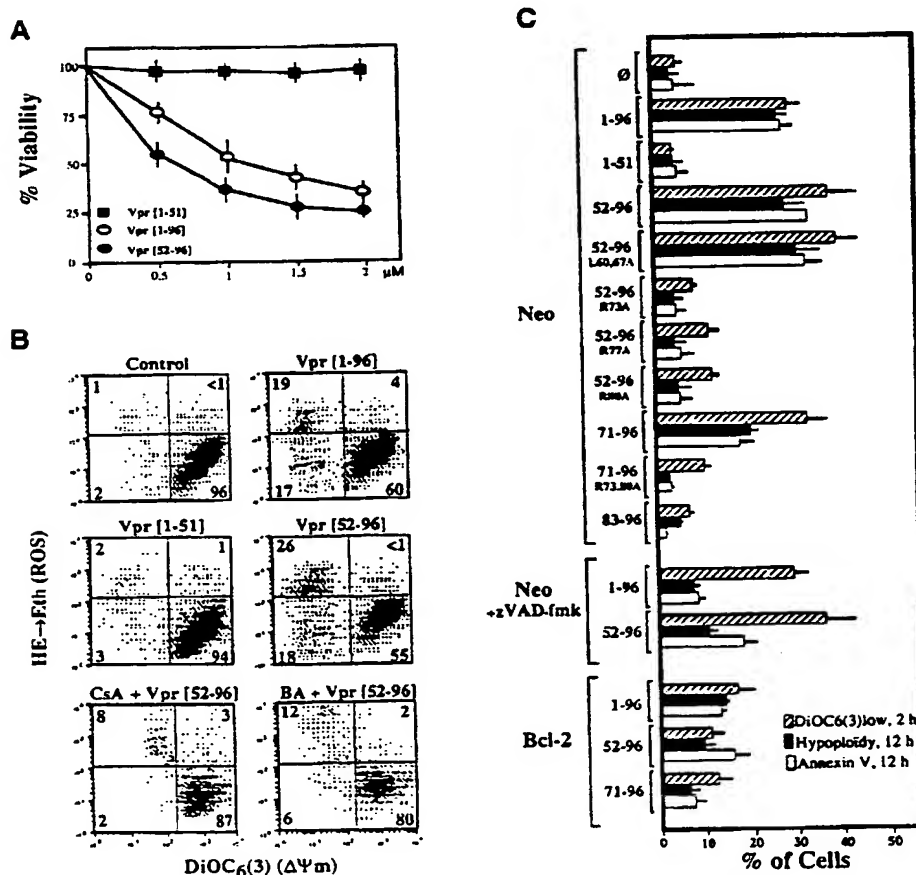 A
% Viability
100
75
50
25
0
0
0.5
1
1.5
2
µM
Vpr [1-51]
Vpr [1-96]
Vpr [52-96]
B
HE→Eth (ROS)
Control
1
<1
2
96
Vpr [1-96]
19
4
17
60
Vpr [1-51]
2
1
3
94
Vpr [52-96]
26
<1
18
55
CsA + Vpr [52-96]
8
3
2
87
BA + Vpr [52-96]
12
2
6
80
DiOC6(3) (ΔΨm)
C
Neo
Ø
1-96
1-51
52-96
52-96
L60,67A
52-96
R73A
52-96
R77A
52-96
R80A
71-96
71-96
R73,80A
83-96
Neo
+zVAD-fmk
1-96
52-96
Bcl-2
1-96
52-96
71-96
DiOC6(3)low, 2 h
Hypoploïdy, 12 h
Annexin V, 12 h
0
10
20
30
40
50
% of Cells